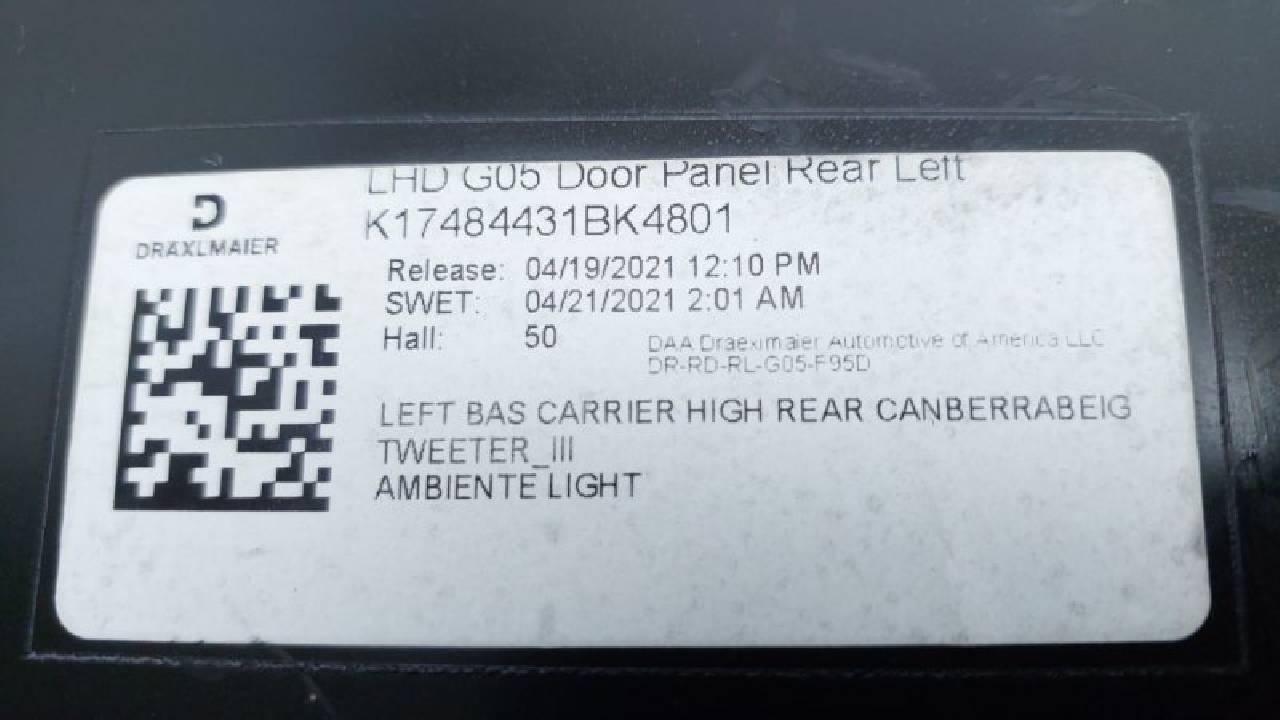 LHD G05 Door Panel Rear Left
K17484431BK4801
DRÄXLMAIER
Release: 04/19/2021 12:10 PM
SWET: 04/21/2021 2:01 AM
Hall: 50
DAA Draexlmaier Automotive of America LLC
DR-RD-RL-G05-F95D
LEFT BAS CARRIER HIGH REAR CANBERRABEIG
TWEETER_III
AMBIENTE LIGHT